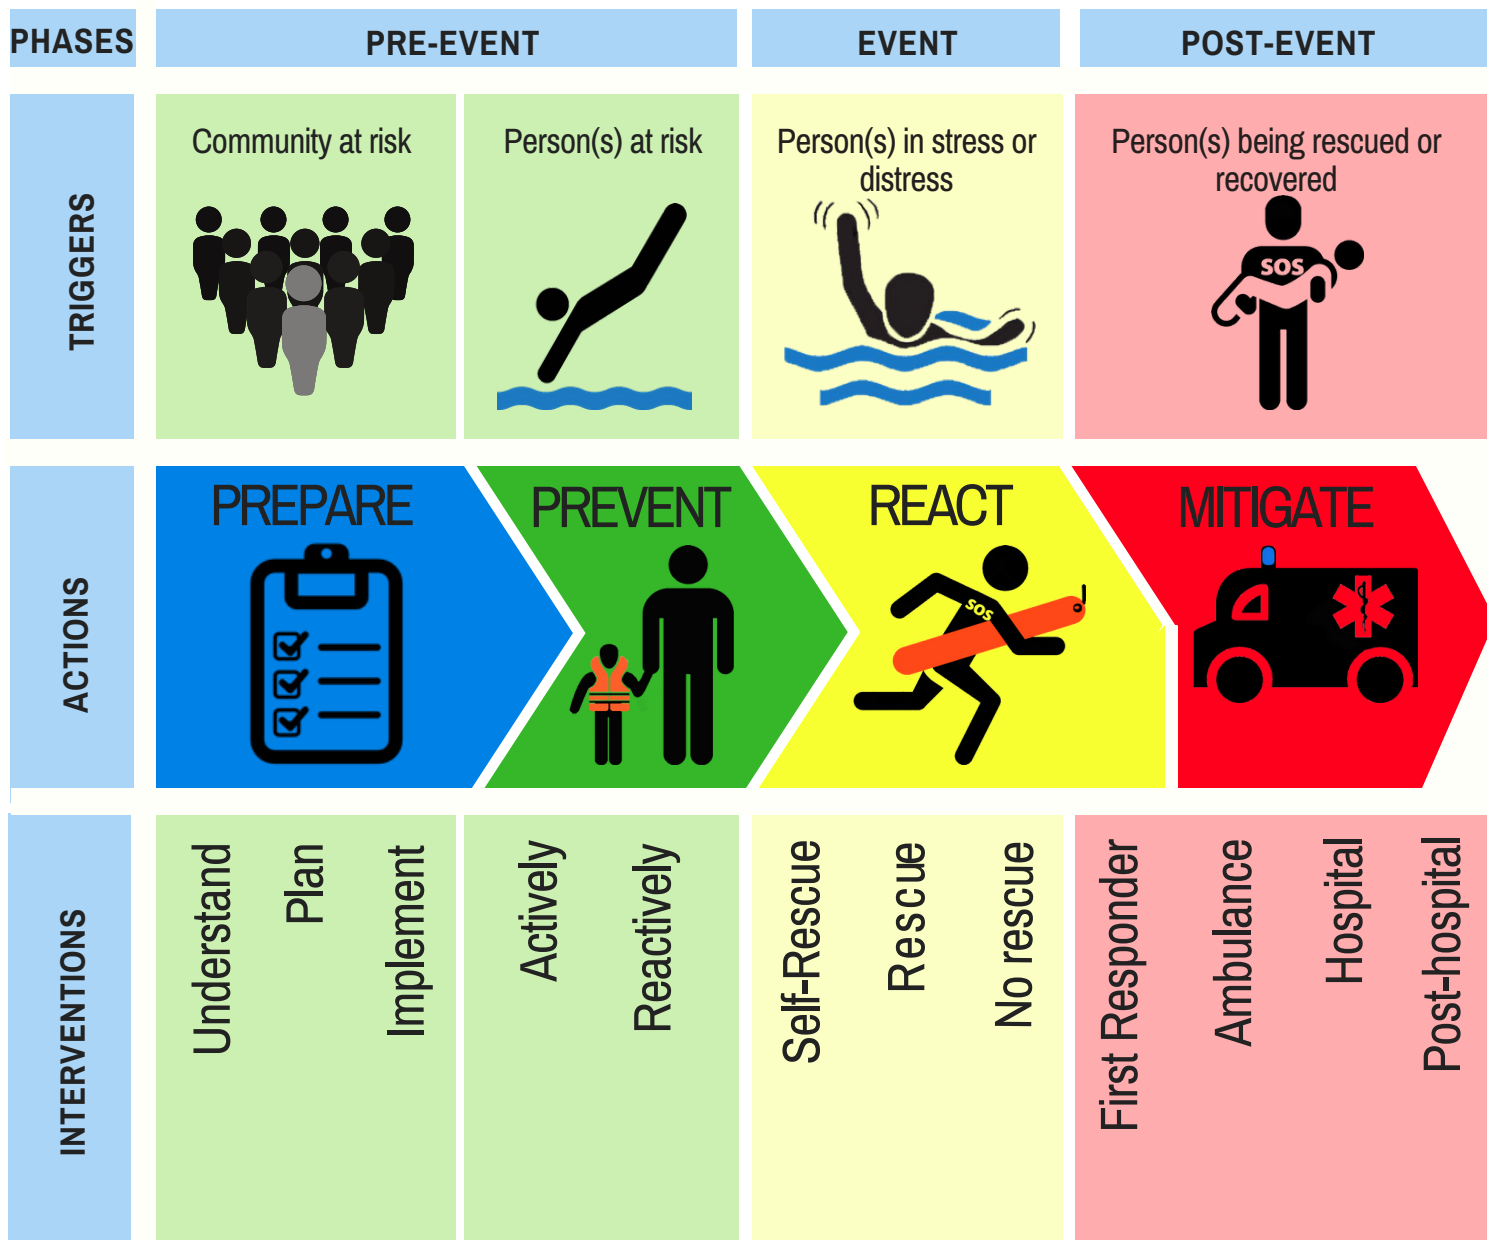 PHASES
PRE-EVENT
EVENT
POST-EVENT
TRIGGERS
Community at risk
Person(s) at risk
Person(s) in stress or
distress
Person(s) being rescued or
recovered
SOS
ACTIONS
PREPARE
PREVENT
REACT
SOS
MITIGATE
INTERVENTIONS
Understand
Plan
Implement
Actively
Reactively
Self-Rescue
Rescue
No rescue
First Responder
Ambulance
Hospital
Post-hospital